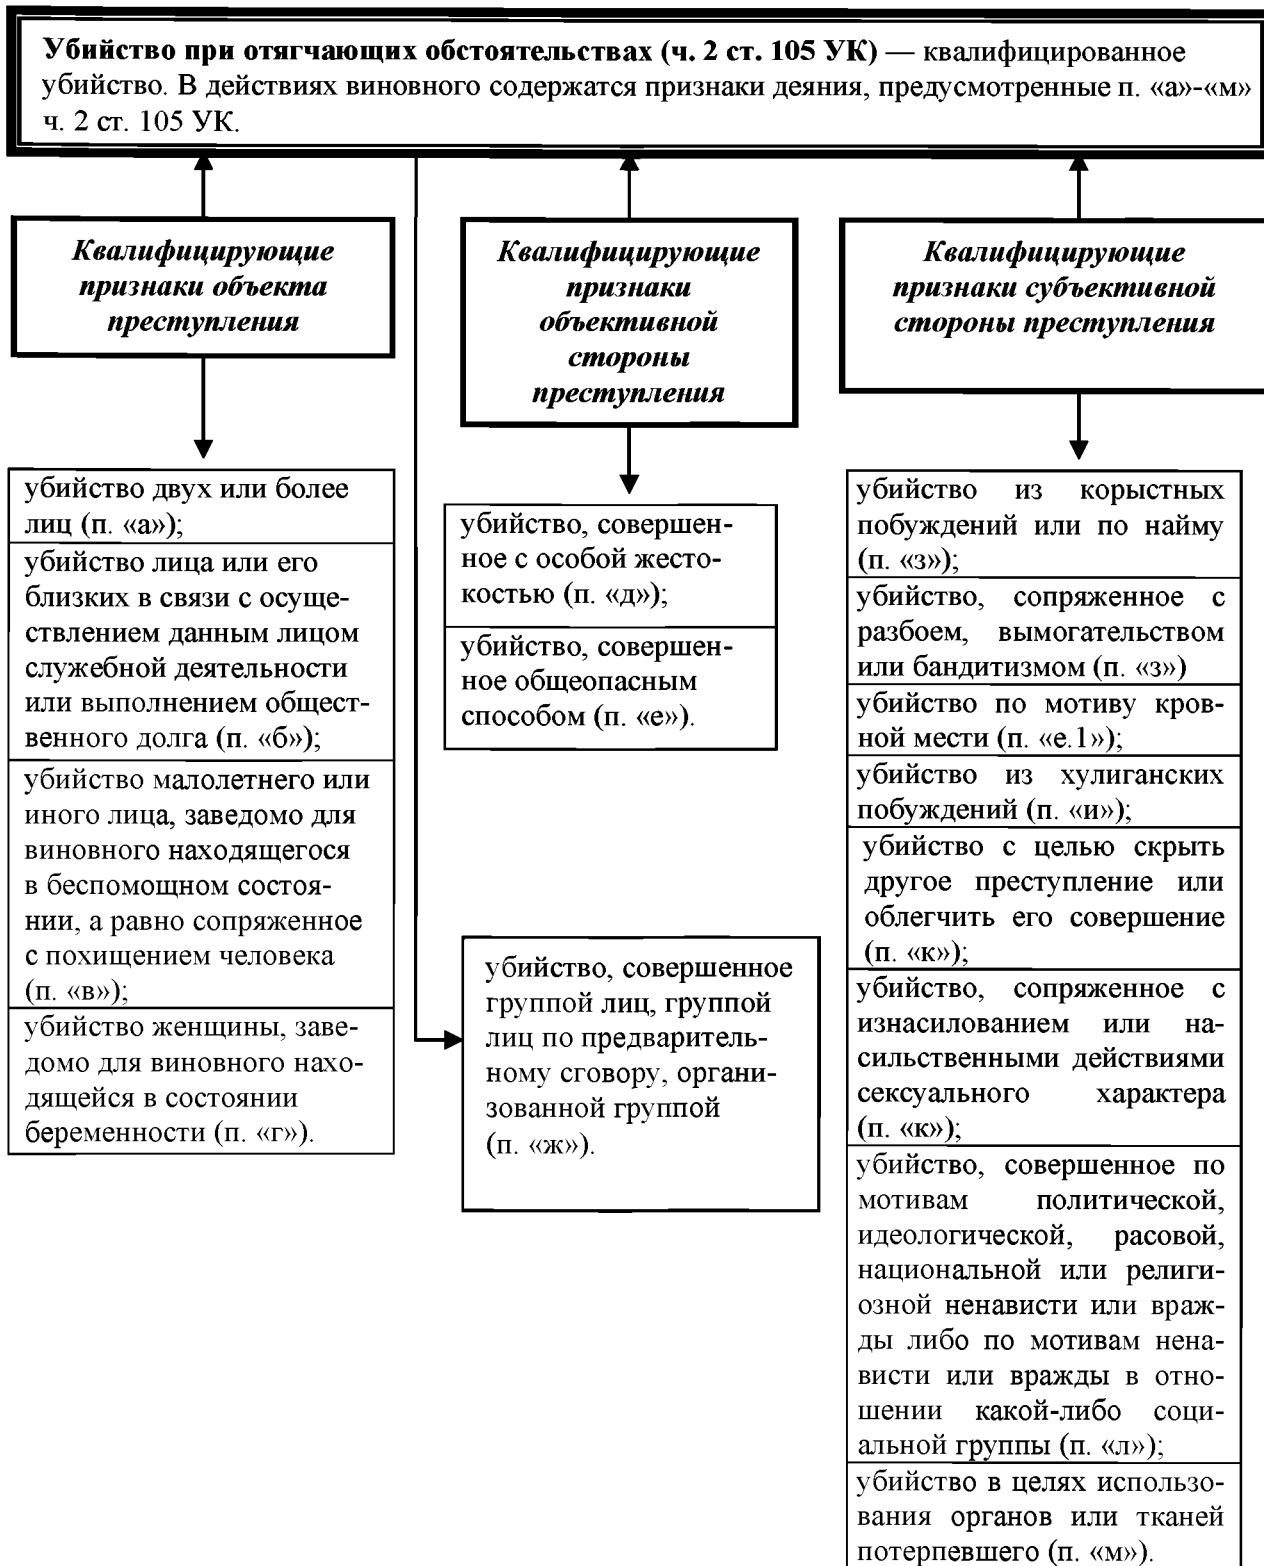 Убийство при отягчающих обстоятельствах (ч. 2 ст. 105 УК) — квалифицированное
убийство. В действиях виновного содержатся признаки деяния, предусмотренные п. «а»-«м»
ч. 2 ст. 105 УК.
Квалифицирующие
признаки объекта
преступления
убийство двух или более
лиц (п. «а»);
убийство лица или его
близких в связи с осуще-
ствлением данным лицом
служебной деятельности
или выполнением общест-
венного долга (п. «б»);
убийство малолетнего или
иного лица, заведомо для
виновного находящегося
в беспомощном состоя-
нии, а равно сопряженное
с похищением человека
(п. «в»);
убийство женщины, заве-
домо для виновного нахо-
дящейся в состоянии
беременности (п. «г»).
Квалифицирующие
признаки
объективной
стороны
преступления
убийство, совершен-
ное с особой жесто-
костью (п. «д»);
убийство, совершен-
ное общеопасным
способом (п. «е»).
убийство, совершенное
группой лиц, группой
лиц по предваритель-
ному сговору, органи-
зованной группой
(п. «ж»).
Квалифицирующие
признаки субъективной
стороны преступления
убийство из корыстных
побуждений или по найму
(п. «з»);
убийство, сопряженное с
разбоем, вымогательством
или бандитизмом (п. «з»)
убийство по мотиву кров-
ной мести (п. «е.1»);
убийство из хулиганских
побуждений (п. «и»);
убийство с целью скрыть
другое преступление или
облегчить его совершение
(п. «к»);
убийство, сопряженное с
изнасилованием или на-
сильственными действиями
сексуального характера
(п. «к»);
убийство, совершенное по
мотивам политической,
идеологической, расовой,
национальной или религи-
озной ненависти или враж-
ды либо по мотивам нена-
висти или вражды в отно-
шении какой-либо соци-
альной группы (п. «л»);
убийство в целях использо-
вания органов или тканей
потерпевшего (п. «м»).